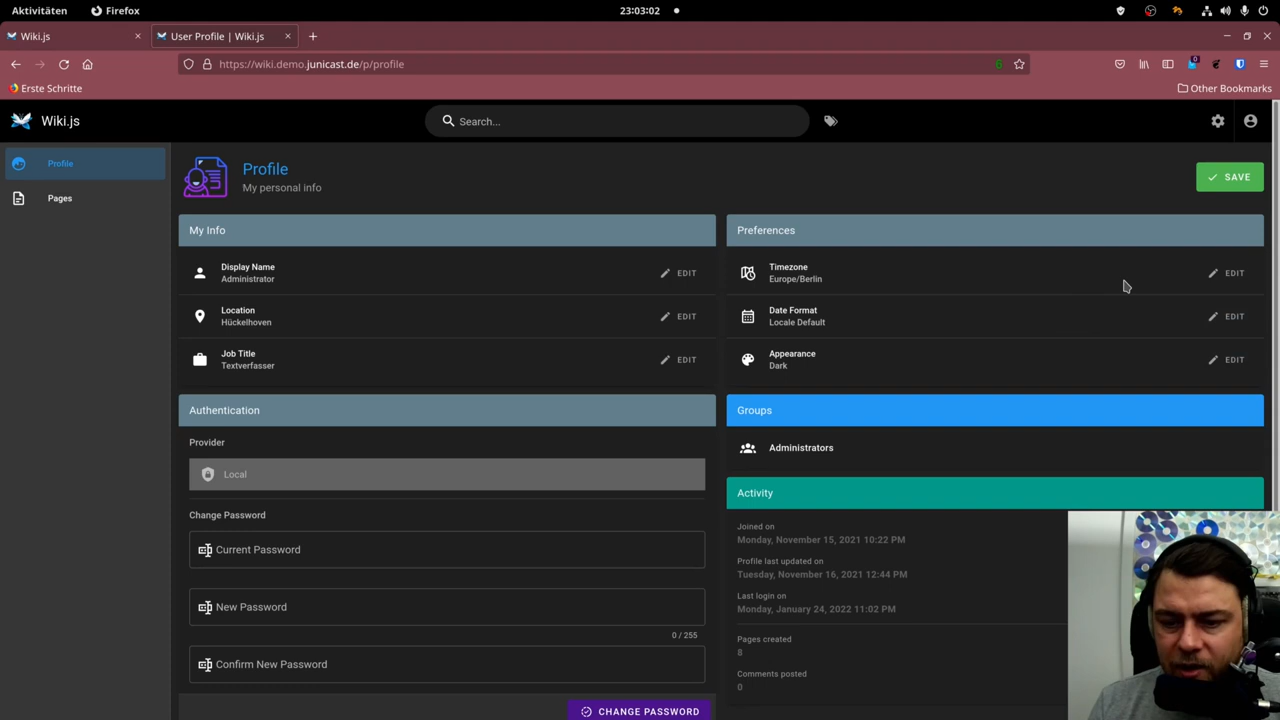 Aktivitäten
Firefox
23:03:02
Wiki.js
User Profile | Wiki.js
https://wiki.demo.junicast.de/p/profile
0
Erste Schritte
Other Bookmarks
Wiki.js
Search...
Profile
Pages
Profile
My personal info
SAVE
My Info
Display Name
Administrator
EDIT
Location
Hückelhoven
EDIT
Job Title
Textverfasser
EDIT
Preferences
Timezone
Europe/Berlin
EDIT
Date Format
Locale Default
EDIT
Appearance
Dark
EDIT
Authentication
Provider
Local
Change Password
Current Password
New Password
0 / 255
Confirm New Password
CHANGE PASSWORD
Groups
Administrators
Activity
Joined on
Monday, November 15, 2021 10:22 PM
Profile last updated on
Tuesday, November 16, 2021 12:44 PM
Last login on
Monday, January 24, 2022 11:02 PM
Pages created
8
Comments posted
0